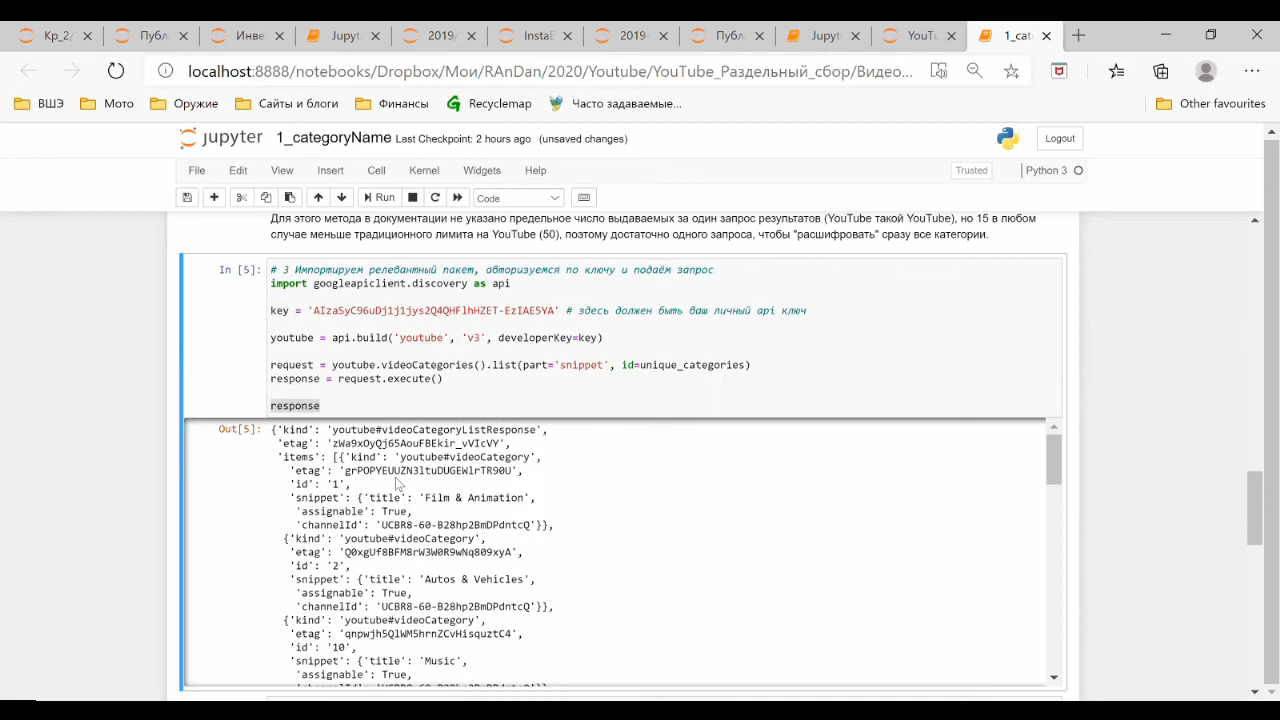 Кр_2/
Публ
Инве
Jupyt
2019/
InstaE
2019-
Публ
Jupyt
YouTu
1_cate
localhost:8888/notebooks/Dropbox/Мои/RAnDan/2020/Youtube/YouTube_Раздельный_сбор/Видео...
ВШЭ
Мото
Оружие
Сайты и блоги
Финансы
Recyclemap
Часто задаваемые...
Other favourites
jupyter 1_categoryName Last Checkpoint: 2 hours ago (unsaved changes)
Logout
File Edit View Insert Cell Kernel Widgets Help
Trusted
Python 3
Run
Code
Для этого метода в документации не указано предельное число выдаваемых за один запрос результатов (YouTube такой YouTube), но 15 в любом
случае меньше традиционного лимита на YouTube (50), поэтому достаточно одного запроса, чтобы "расшифровать" сразу все категории.
In [5]:
# 3 Импортируем релевантный пакет, авторизуемся по ключу и подаём запрос
import googleapiclient.discovery as api
key = 'AIzaSyC96uDj1j1jys2Q4QHFlhHZET-EzIAE5YA' # здесь должен быть ваш личный api ключ
youtube = api.build('youtube', 'v3', developerKey=key)
request = youtube.videoCategories().list(part='snippet', id=unique_categories)
response = request.execute()
response
Out[5]:
{'kind': 'youtube#videoCategoryListResponse',
'etag': 'zWa9xOyQj65AouFBEkir_vVIcVY',
'items': [{'kind': 'youtube#videoCategory',
'etag': 'grPOPYEUUZN3ltuDUGEWlrTR90U',
'id': '1',
'snippet': {'title': 'Film & Animation',
'assignable': True,
'channelId': 'UCBR8-60-B28hp2BmDPdntcQ'}},
{'kind': 'youtube#videoCategory',
'etag': 'Q0xgUf8BFM8rW3W0R9wNq809xyA',
'id': '2',
'snippet': {'title': 'Autos & Vehicles',
'assignable': True,
'channelId': 'UCBR8-60-B28hp2BmDPdntcQ'}},
{'kind': 'youtube#videoCategory',
'etag': 'qnpwjh5QlWM5hrnZCvHisquztC4',
'id': '10',
'snippet': {'title': 'Music',
'assignable': True,